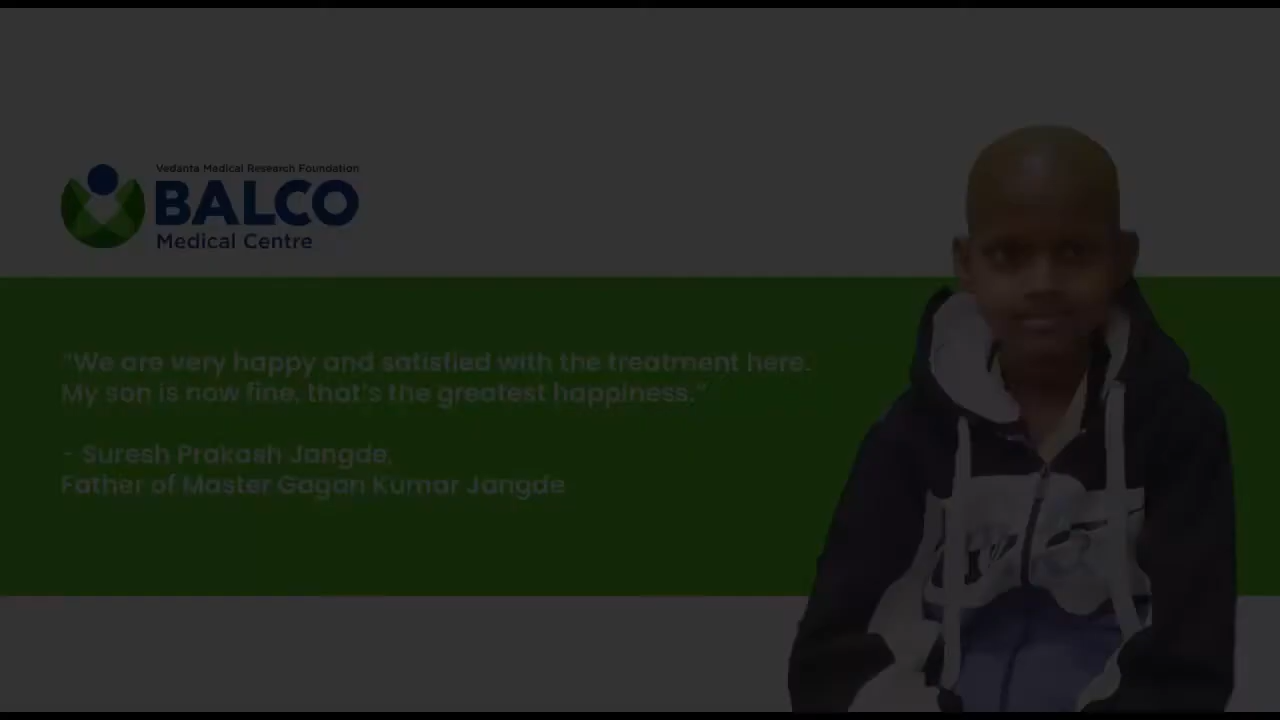 Vedanta Medical Research Foundation
BALCO
Medical Centre
"We are very happy and satisfied with the treatment here.
My son is now fine, that's the greatest happiness."
- Suresh Prakash Jangde,
Father of Master Gagan Kumar Jangde